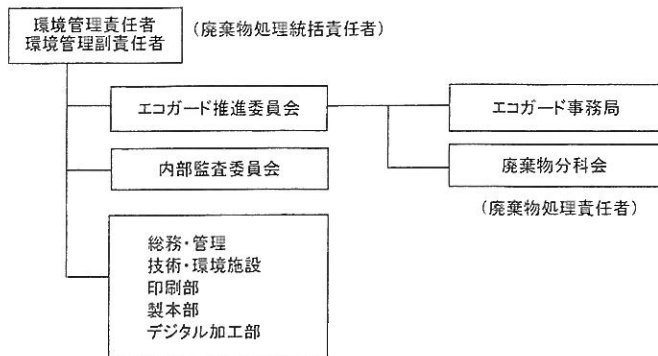 環境管理責任者
環境管理副責任者
(廃棄物処理統括責任者)
エコガード推進委員会
エコガード事務局
内部監査委員会
廃棄物分科会
(廃棄物処理責任者)
総務・管理
技術・環境施設
印刷部
製本部
デジタル加工部